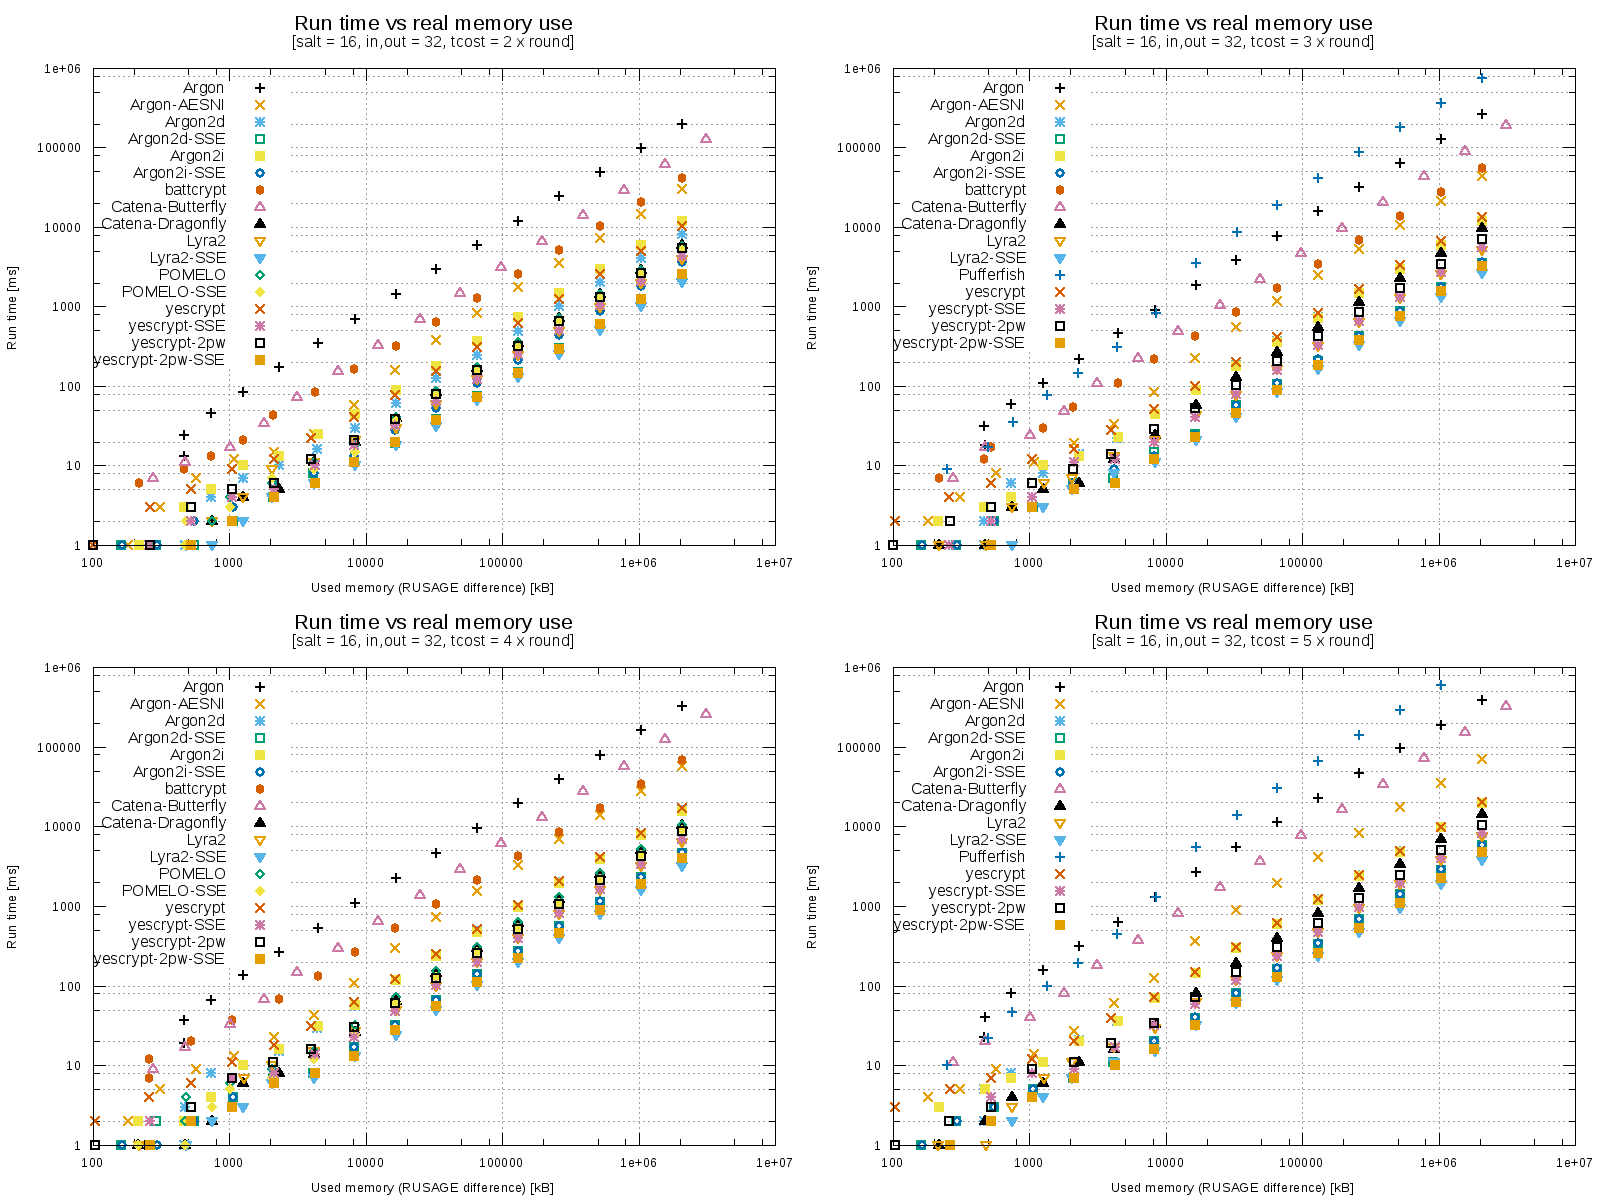 Run time vs real memory use
[salt = 16, in,out = 32, tcost = 2 x round]
1e+06
100000
10000
1000
100
10
1
Run time [ms]
Argon
Argon-AESNI
Argon2d
Argon2d-SSE
Argon2i
Argon2i-SSE
battcrypt
Catena-Butterfly
Catena-Dragonfly
Lyra2
Lyra2-SSE
POMELO
POMELO-SSE
yescrypt
yescrypt-SSE
yescrypt-2pw
yescrypt-2pw-SSE
100 1000 10000 100000 1e+06 1e+07
Used memory (RUSAGE difference) [kB]
Run time vs real memory use
[salt = 16, in,out = 32, tcost = 3 x round]
1e+06
100000
10000
1000
100
10
1
Run time [ms]
Argon
Argon-AESNI
Argon2d
Argon2d-SSE
Argon2i
Argon2i-SSE
battcrypt
Catena-Butterfly
Catena-Dragonfly
Lyra2
Lyra2-SSE
Pufferfish
yescrypt
yescrypt-SSE
yescrypt-2pw
yescrypt-2pw-SSE
100 1000 10000 100000 1e+06 1e+07
Used memory (RUSAGE difference) [kB]
Run time vs real memory use
[salt = 16, in,out = 32, tcost = 4 x round]
1e+06
100000
10000
1000
100
10
1
Run time [ms]
Argon
Argon-AESNI
Argon2d
Argon2d-SSE
Argon2i
Argon2i-SSE
battcrypt
Catena-Butterfly
Catena-Dragonfly
Lyra2
Lyra2-SSE
POMELO
POMELO-SSE
yescrypt
yescrypt-SSE
yescrypt-2pw
yescrypt-2pw-SSE
100 1000 10000 100000 1e+06 1e+07
Used memory (RUSAGE difference) [kB]
Run time vs real memory use
[salt = 16, in,out = 32, tcost = 5 x round]
1e+06
100000
10000
1000
100
10
1
Run time [ms]
Argon
Argon-AESNI
Argon2d
Argon2d-SSE
Argon2i
Argon2i-SSE
Catena-Butterfly
Catena-Dragonfly
Lyra2
Lyra2-SSE
Pufferfish
yescrypt
yescrypt-SSE
yescrypt-2pw
yescrypt-2pw-SSE
100 1000 10000 100000 1e+06 1e+07
Used memory (RUSAGE difference) [kB]